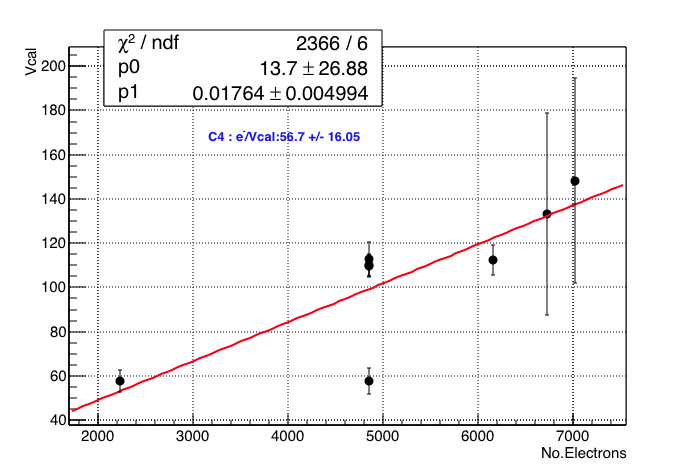 χ² / ndf 2366 / 6
p0 13.7 ± 26.88
p1 0.01764 ± 0.004994
C4 : e⁻/Vcal:56.7 +/- 16.05
Vcal
200
180
160
140
120
100
80
60
40
2000 3000 4000 5000 6000 7000
No.Electrons